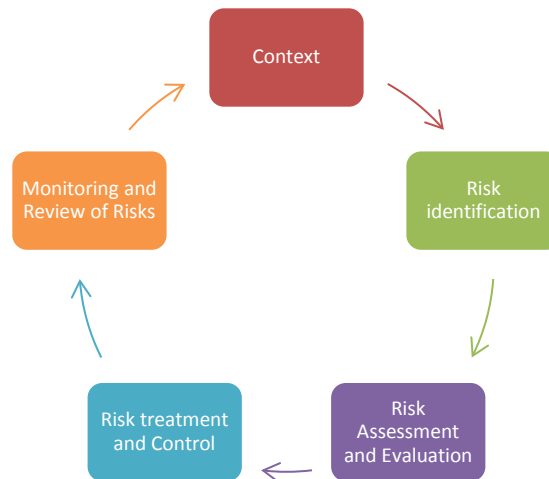 Context
Risk
identification
Risk
Assessment
and Evaluation
Risk treatment
and Control
Monitoring and
Review of Risks